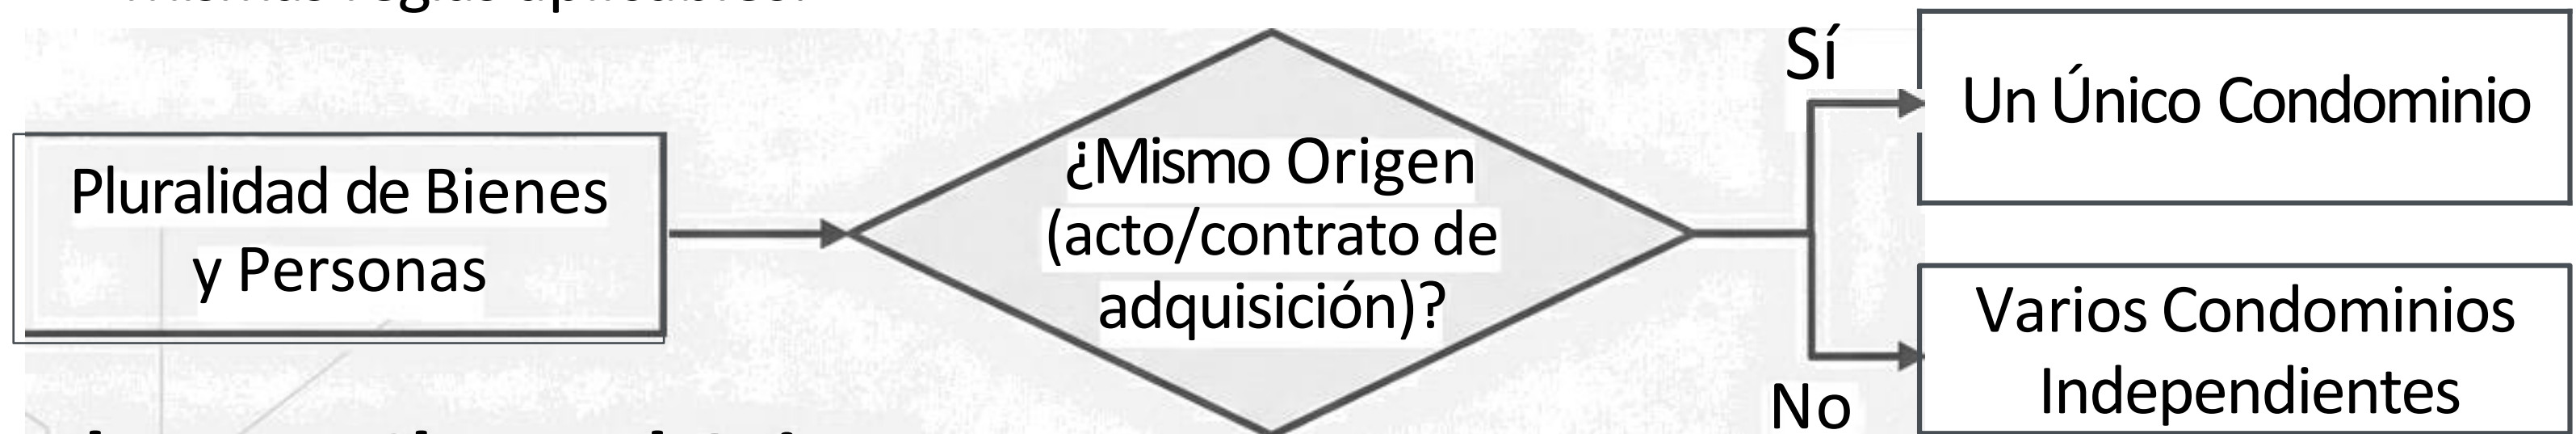 Sí
Un Único Condominio
Pluralidad de Bienes
y Personas
¿Mismo Origen
(acto/contrato de
adquisición)?
Varios Condominios
Independientes
No